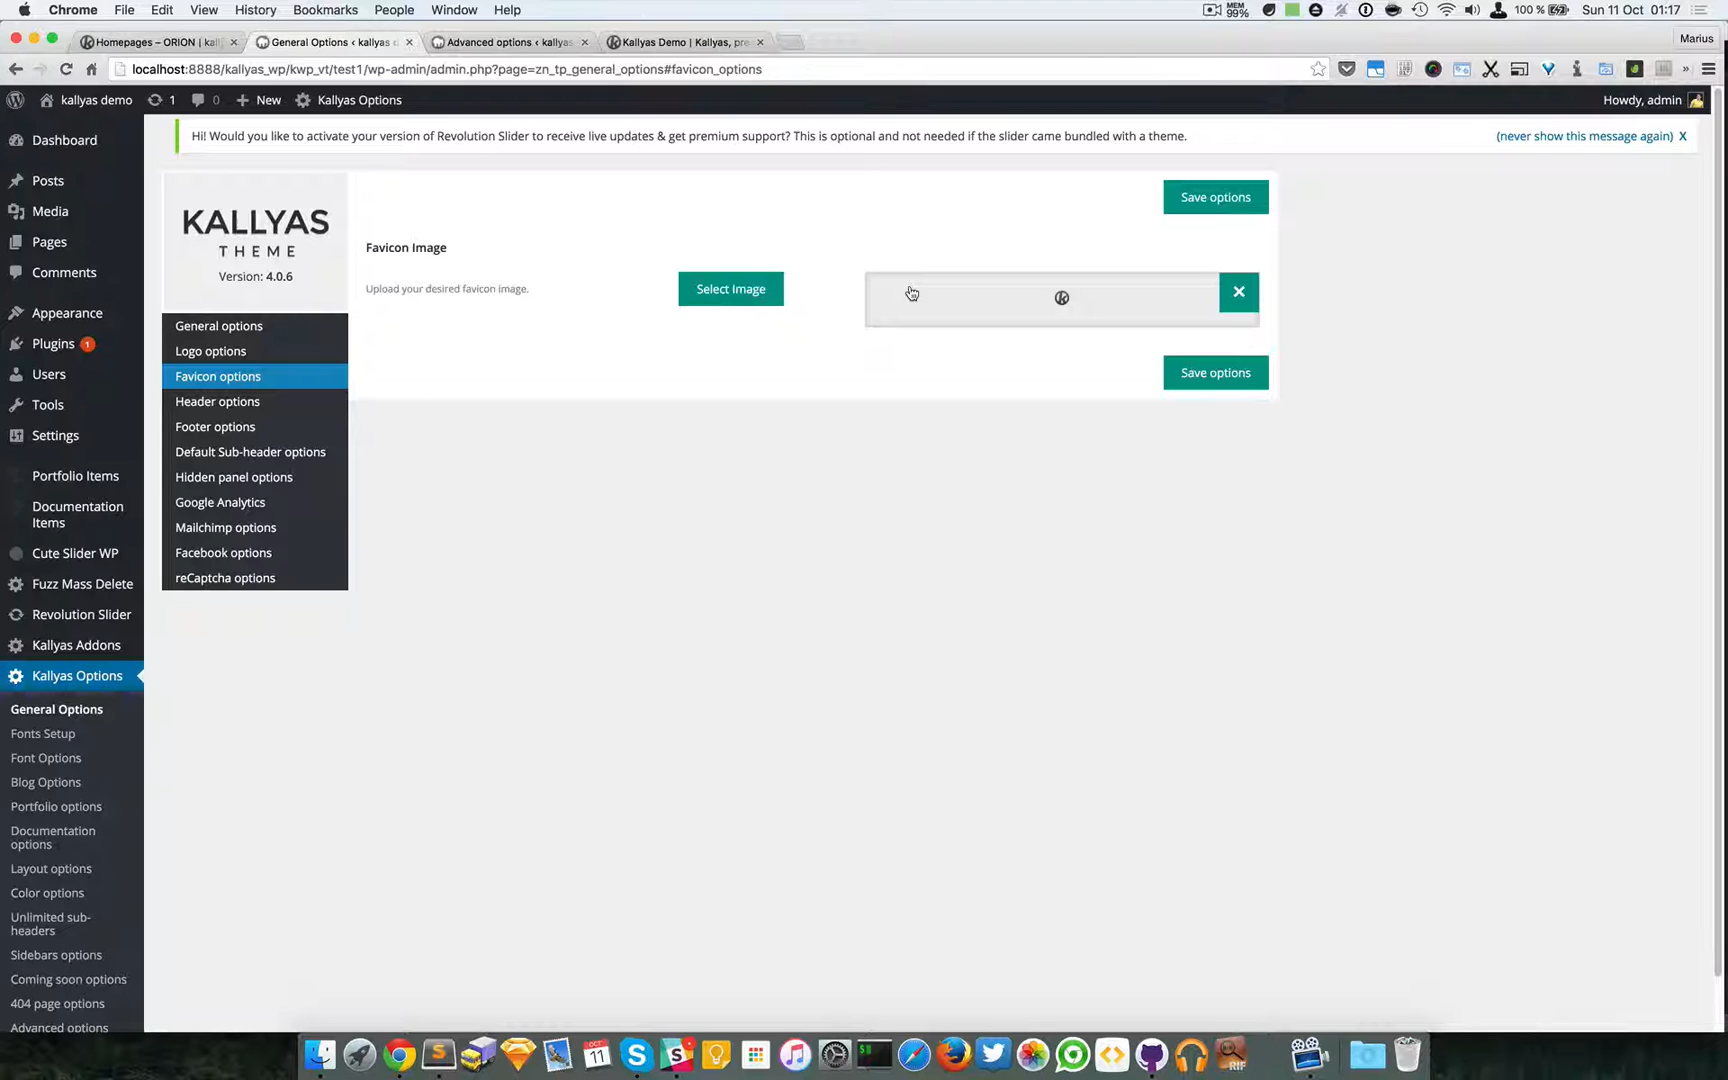 Chrome File Edit View History Bookmarks People Window Help
MEM 99% 100 % Sun 11 Oct 01:17
Homepages – ORION | kall
General Options ‹ kallyas
Advanced options ‹ kallyas
Kallyas Demo | Kallyas, pre
Marius
localhost:8888/kallyas_wp/kwp_vt/test1/wp-admin/admin.php?page=zn_tp_general_options#favicon_options
kallyas demo 1 0 New Kallyas Options
Howdy, admin
Hi! Would you like to activate your version of Revolution Slider to receive live updates & get premium support? This is optional and not needed if the slider came bundled with a theme.
(never show this message again) X
Dashboard
Posts
Media
Pages
Comments
Appearance
Plugins 1
Users
Tools
Settings
Portfolio Items
Documentation
Items
Cute Slider WP
Fuzz Mass Delete
Revolution Slider
Kallyas Addons
Kallyas Options
General Options
Fonts Setup
Font Options
Blog Options
Portfolio options
Documentation
options
Layout options
Color options
Unlimited sub-
headers
Sidebars options
Coming soon options
404 page options
Advanced options
KALLYAS
THEME
Version: 4.0.6
General options
Logo options
Favicon options
Header options
Footer options
Default Sub-header options
Hidden panel options
Google Analytics
Mailchimp options
Facebook options
reCaptcha options
Save options
Favicon Image
Upload your desired favicon image.
Select Image
Save options
OCT
11
RIF